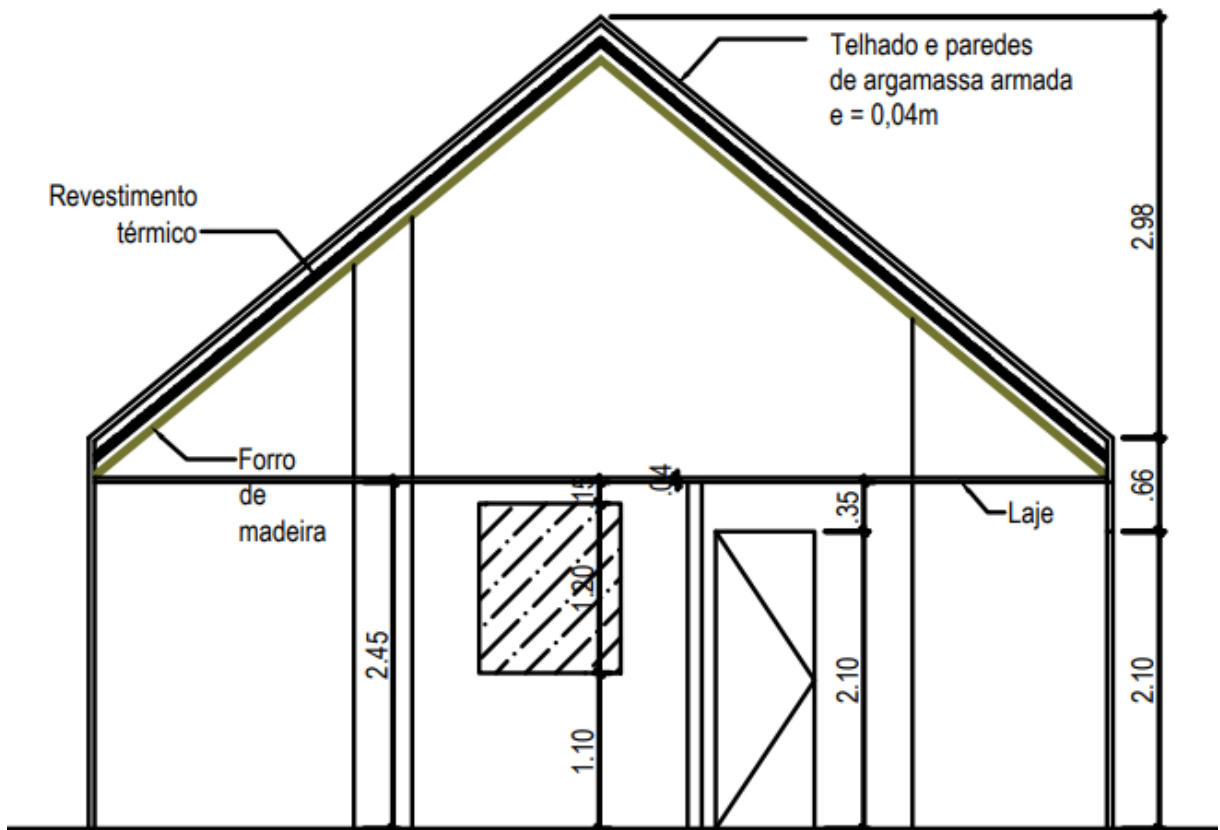 Telhado e paredes
de argamassa armada
e = 0,04m
Revestimento
térmico
2.98
Forro
de
madeira
.15
.04
.35
.66
Laje
1.20
2.45
2.10
2.10
1.10